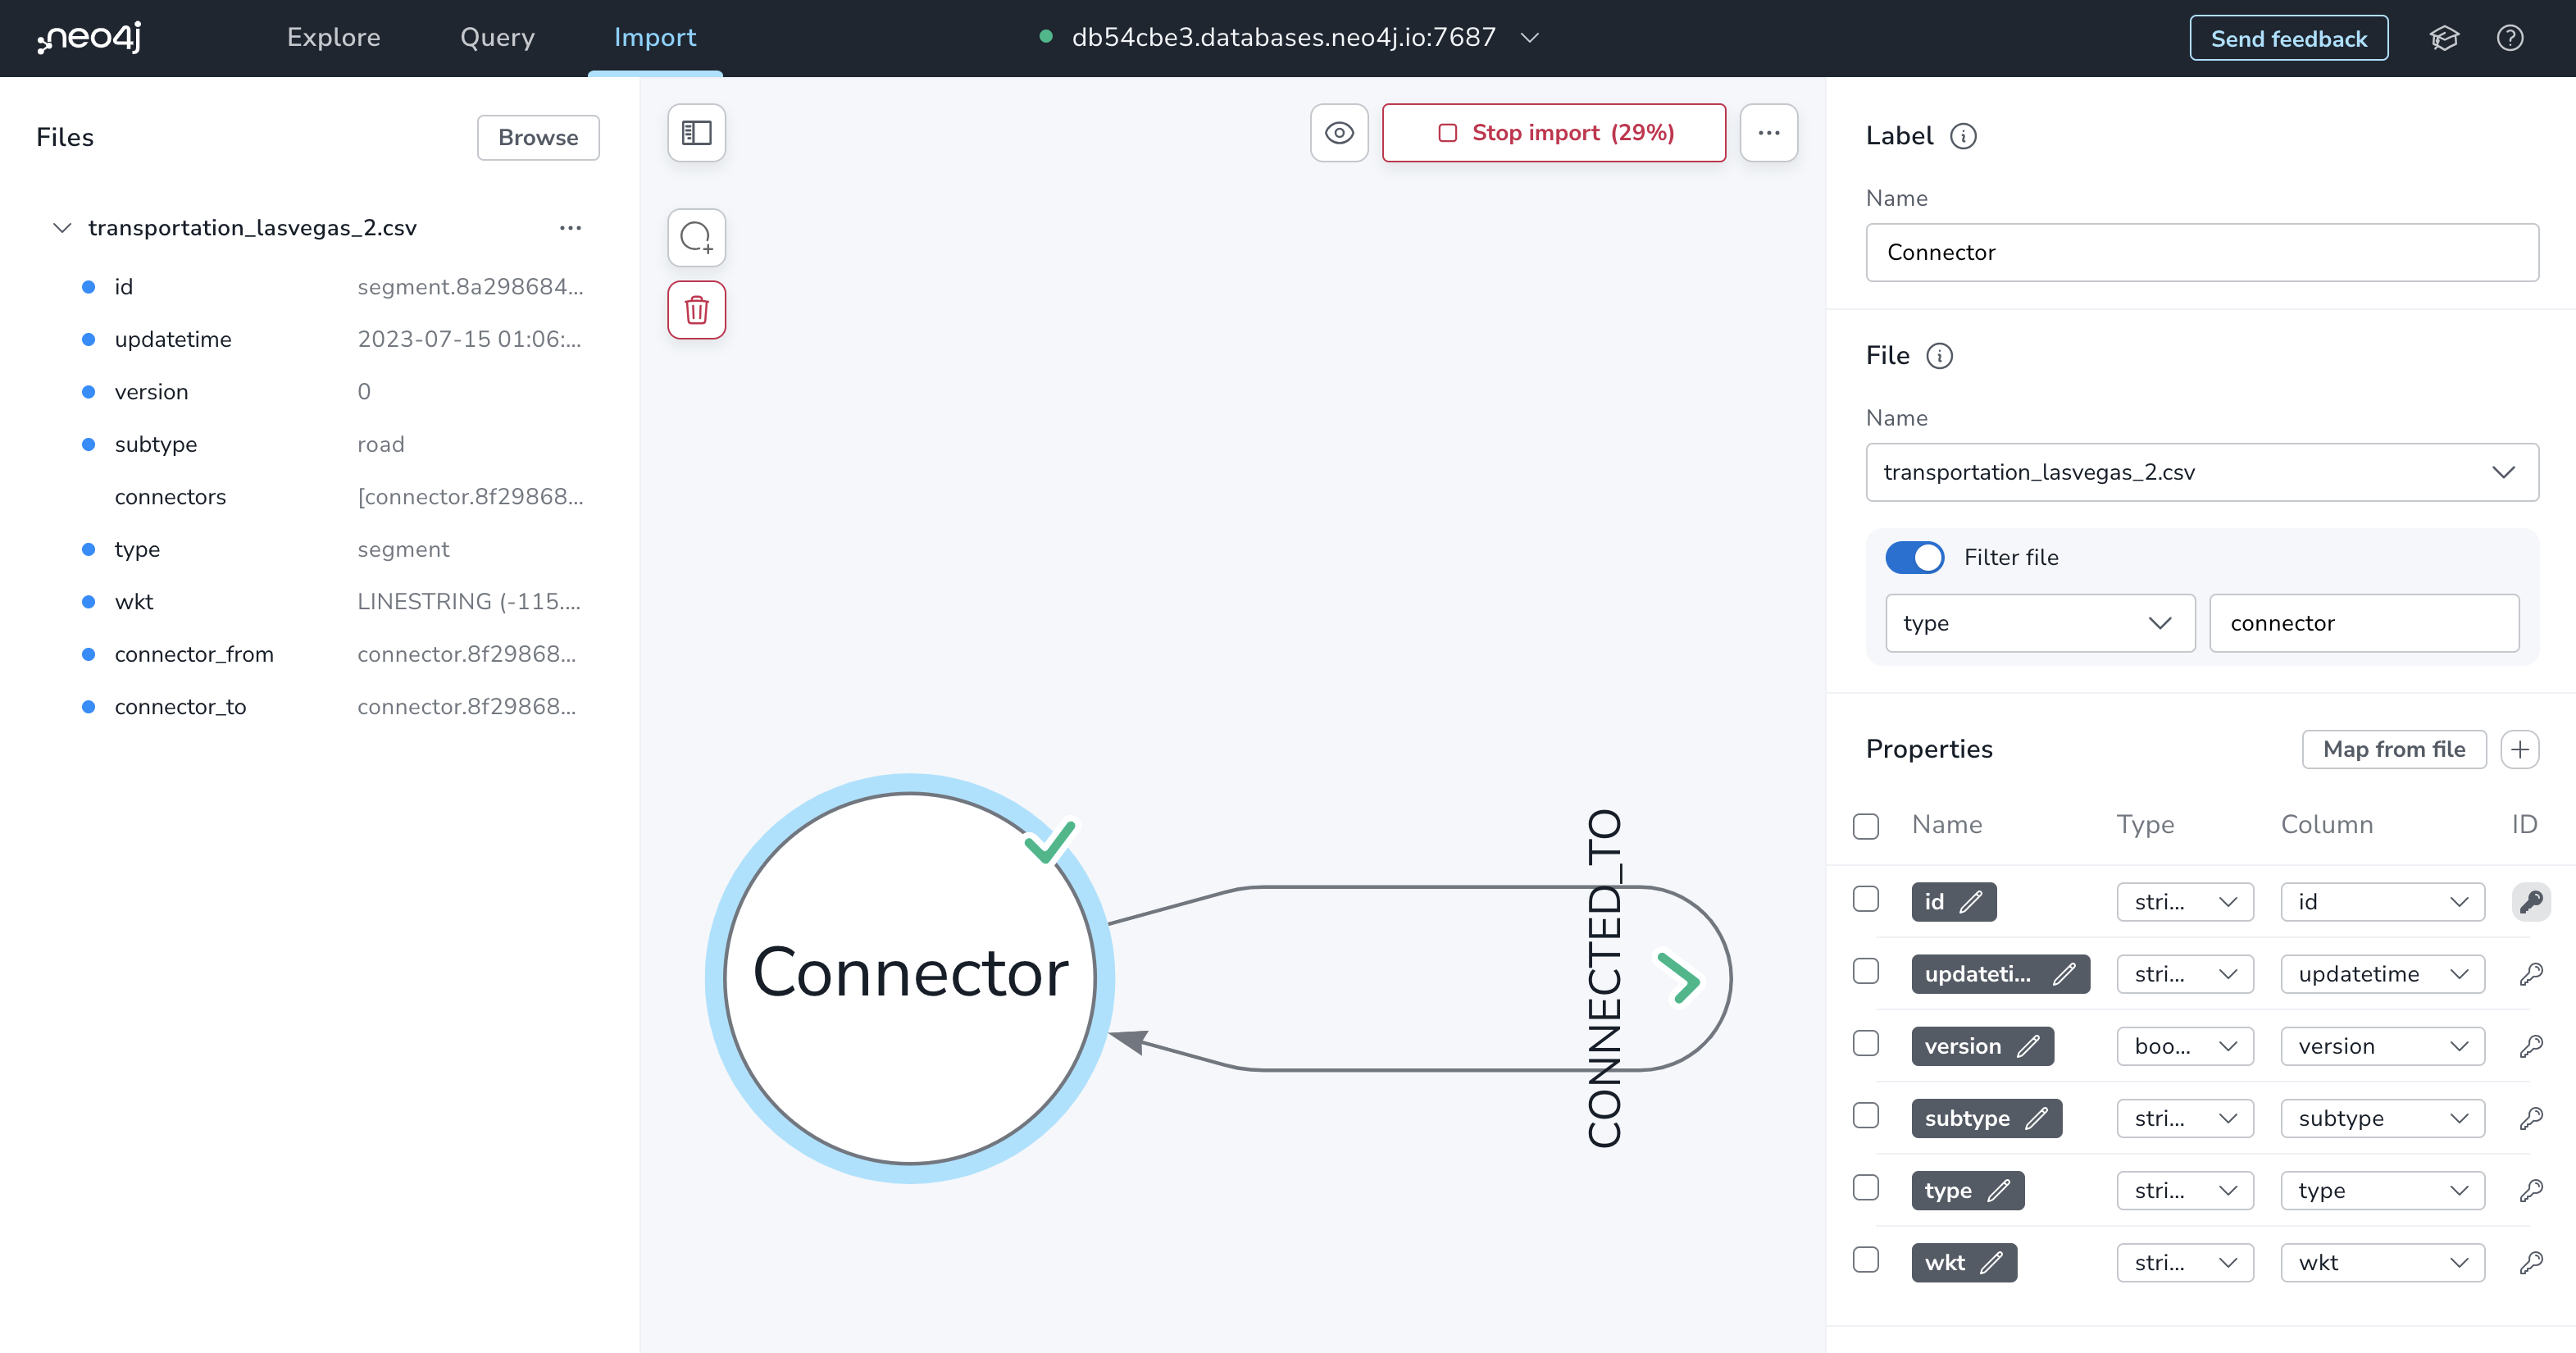 neo4j
Explore
Query
Import
db54cbe3.databases.neo4j.io:7687
Send feedback
Files
Browse
transportation_lasvegas_2.csv
id segment.8a298684...
updatetime 2023-07-15 01:06:...
version 0
subtype road
connectors [connector.8f29868...
type segment
wkt LINESTRING (-115....
connector_from connector.8f29868...
connector_to connector.8f29868...
Stop import (29%)
Connector
CONNECTED_TO
Label
Name
Connector
File
Name
transportation_lasvegas_2.csv
Filter file
type connector
Properties
Map from file
Name Type Column ID
id stri... id
updateti... stri... updatetime
version boo... version
subtype stri... subtype
type stri... type
wkt stri... wkt